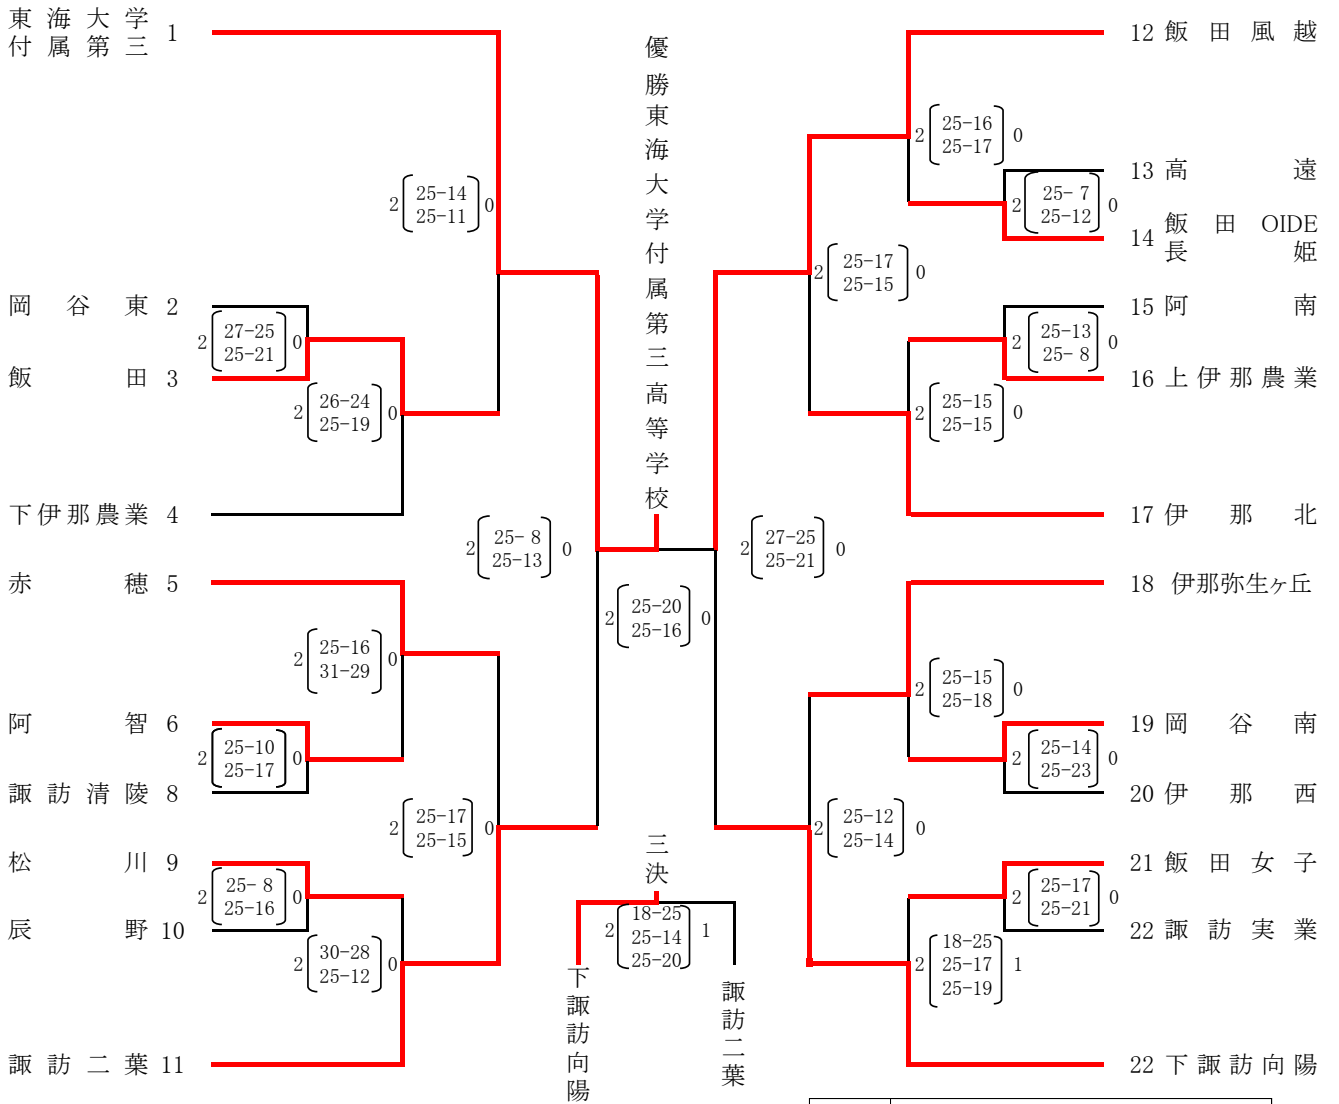 東海大学
付属第三 1
2 25-14 0
25-11
岡谷東 2
2 27-25 0
25-21
飯田 3
2 26-24 0
25-19
下伊那農業 4
赤穂 5
2 25-16 0
31-29
阿智 6
2 25-10 0
25-17
諏訪清陵 8
2 25-17 0
25-15
松川 9
2 25- 8 0
25-16
辰野 10
2 30-28 0
25-12
諏訪二葉 11
2 25- 8 0
25-13
優勝東海大学付属第三高等学校
2 25-20 0
25-16
三決
2 18-25 1
25-14
25-20
下諏訪向陽
諏訪二葉
2 27-25 0
25-21
12 飯田風越
2 25-16 0
25-17
13 高遠
2 25- 7 0
25-12
14 飯田OIDE
長姫
2 25-17 0
25-15
15 阿南
2 25-13 0
25- 8
16 上伊那農業
2 25-15 0
25-15
17 伊那北
18 伊那弥生ヶ丘
2 25-15 0
25-18
19 岡谷南
2 25-14 0
25-23
20 伊那西
2 25-12 0
25-14
21 飯田女子
2 25-17 0
25-21
22 諏訪実業
2 18-25 1
25-17
25-19
22 下諏訪向陽